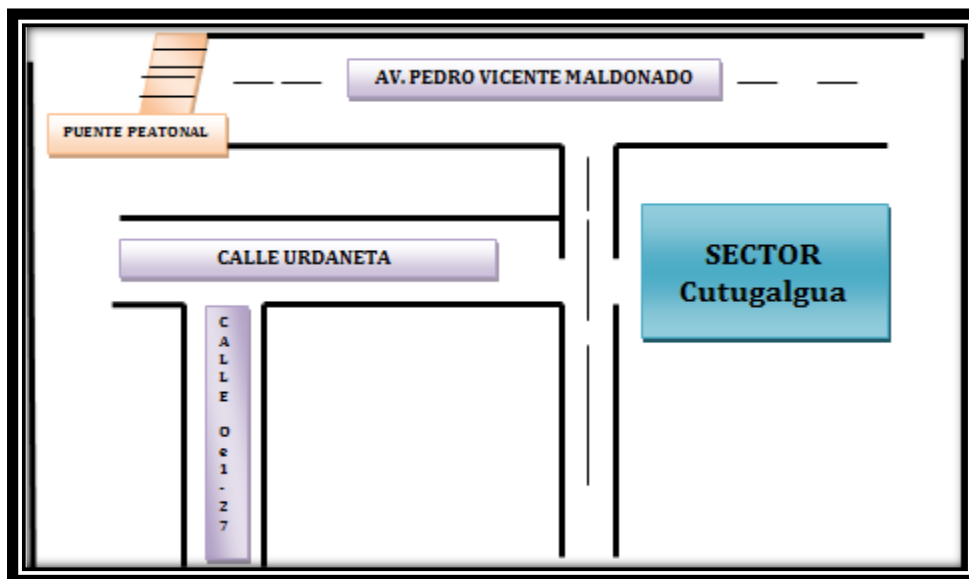 AV. PEDRO VICENTE MALDONADO
PUENTE PEATONAL
CALLE URDANETA
SECTOR
Cutugalgua
CALLE Oe1-27